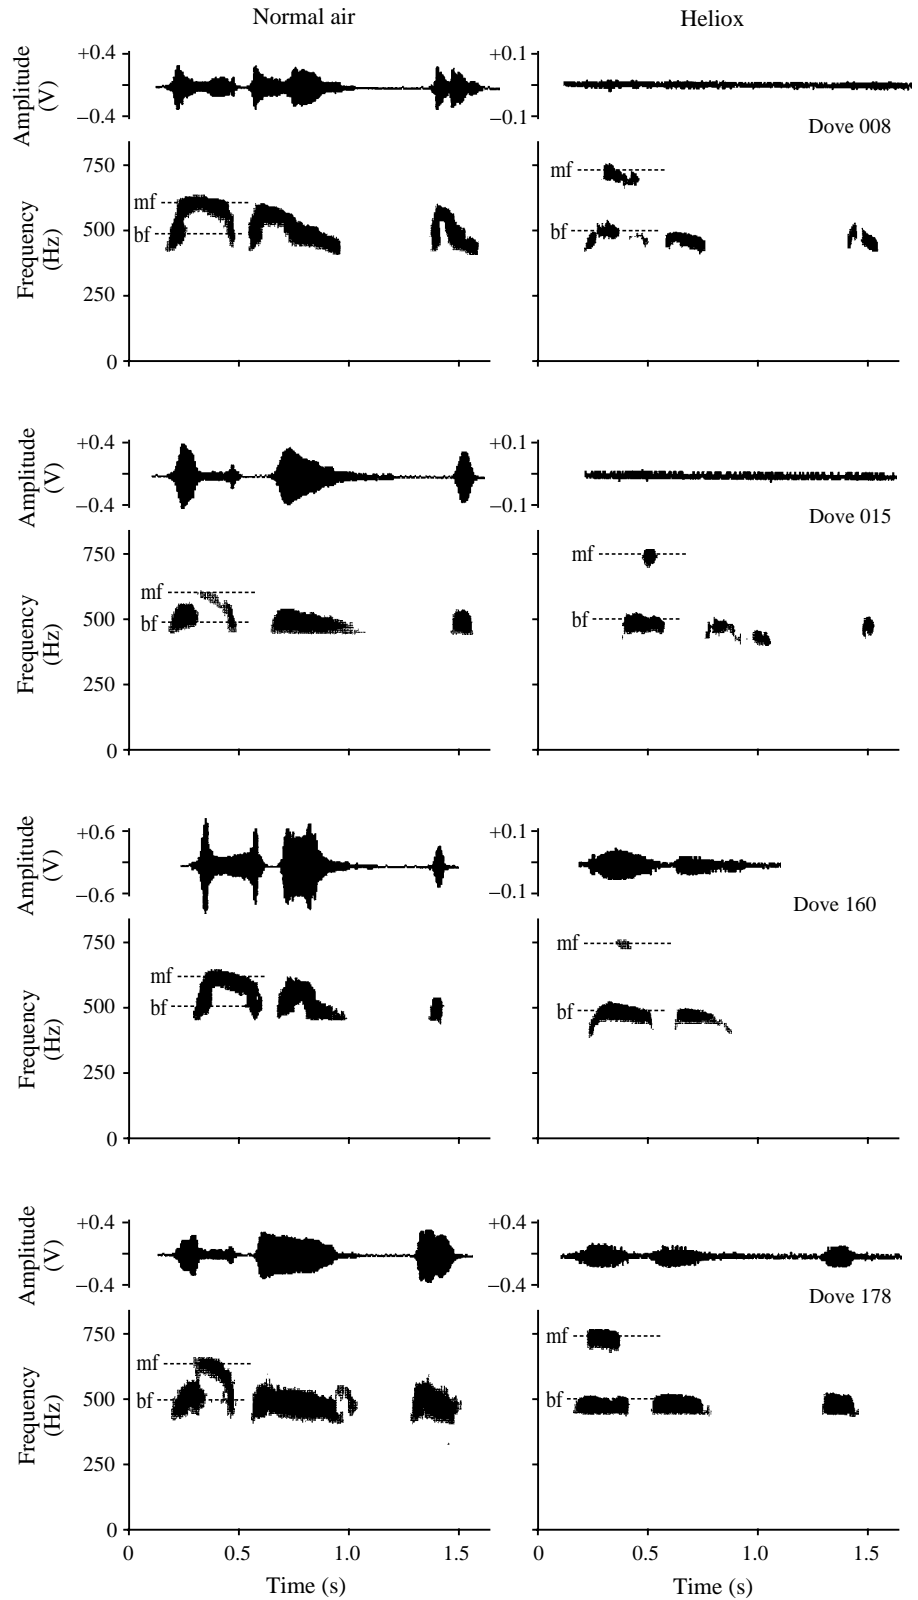 Normal air Heliox
Amplitude (V)
+0.4
−0.4
+0.1
−0.1
Dove 008
Frequency (Hz)
750
500
250
0
mf
bf
mf
bf
Amplitude (V)
+0.4
−0.4
+0.1
−0.1
Dove 015
Frequency (Hz)
750
500
250
0
mf
bf
mf
bf
Amplitude (V)
+0.6
−0.6
+0.1
−0.1
Dove 160
Frequency (Hz)
750
500
250
0
mf
bf
mf
bf
Amplitude (V)
+0.4
−0.4
+0.4
−0.4
Dove 178
Frequency (Hz)
750
500
250
0
mf
bf
mf
bf
0 0.5 1.0 1.5 0 0.5 1.0 1.5
Time (s) Time (s)